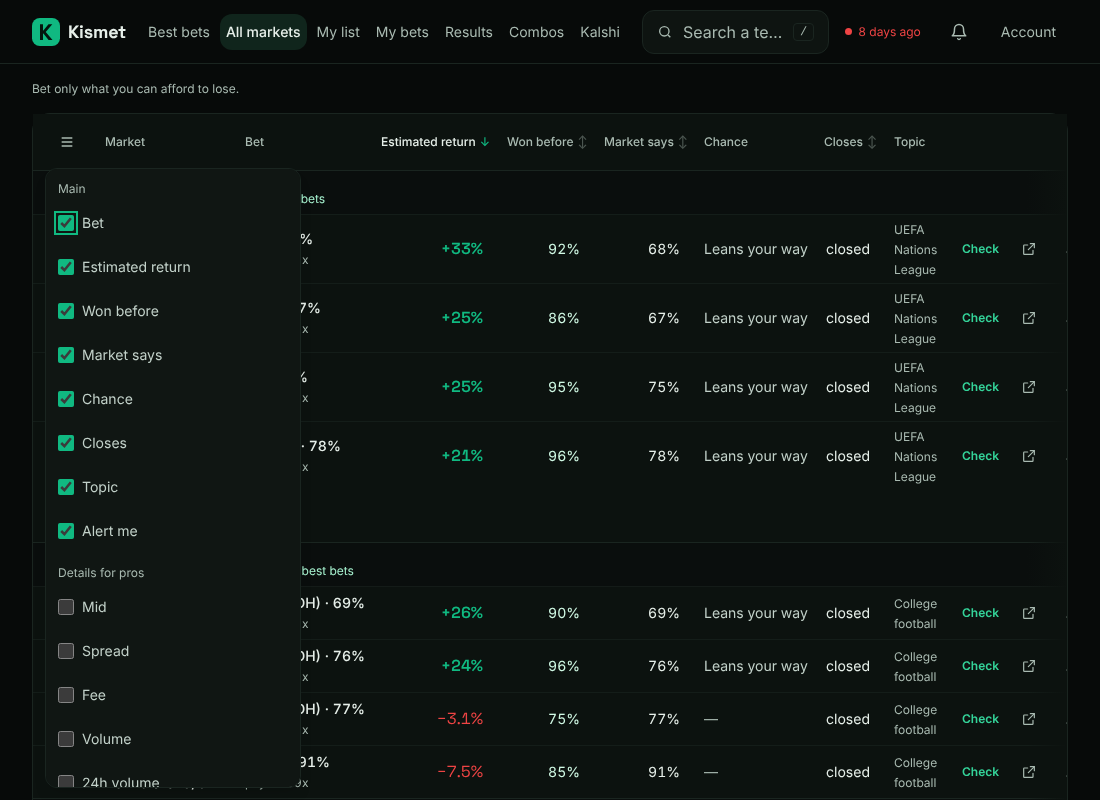 K Kismet Best bets All markets My list My bets Results Combos Kalshi Search a te... / 8 days ago Account
Bet only what you can afford to lose.
Market Bet Estimated return Won before Market says Chance Closes Topic
Main
bets
Bet
Estimated return
Won before
Market says
Chance
Closes
Topic
Alert me
Details for pros
Mid
Spread
Fee
Volume
24h volume
% +33% 92% 68% Leans your way closed UEFA Nations League Check
x
7% +25% 86% 67% Leans your way closed UEFA Nations League Check
x
% +25% 95% 75% Leans your way closed UEFA Nations League Check
x
· 78% +21% 96% 78% Leans your way closed UEFA Nations League Check
x
best bets
OH) · 69% +26% 90% 69% Leans your way closed College football Check
x
OH) · 76% +24% 96% 76% Leans your way closed College football Check
x
OH) · 77% −3.1% 75% 77% — closed College football Check
x
91% −7.5% 85% 91% — closed College football Check